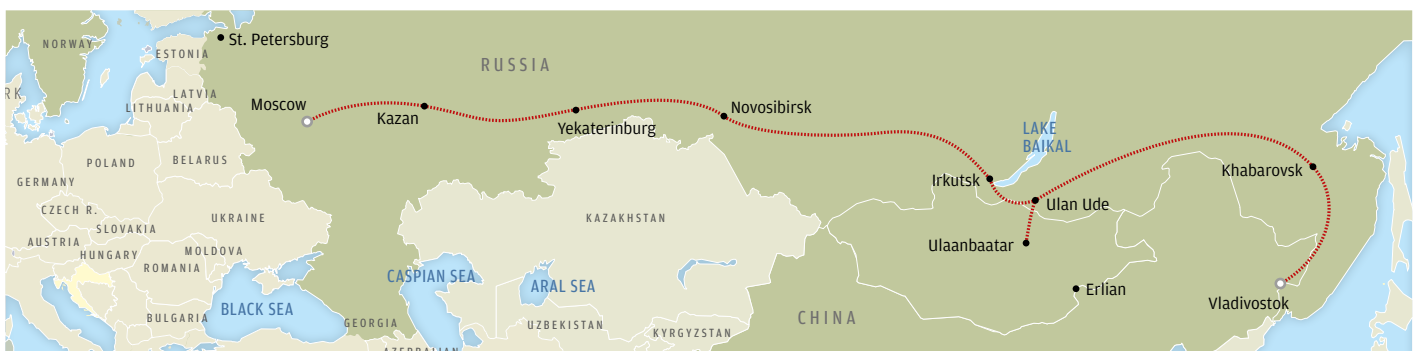 NORWAY
St. Petersburg
ESTONIA
RUSSIA
RK
LATVIA
LITHUANIA
Moscow
Kazan
Yekaterinburg
Novosibirsk
LAKE
BAIKAL
POLAND
BELARUS
GERMANY
Irkutsk
Khabarovsk
Ulan Ude
CZECH R.
UKRAINE
KAZAKHSTAN
SLOVAKIA
AUSTRIA
HUNGARY
MOLDOVA
Ulaanbaatar
ROMANIA
CASPIAN SEA
ARAL SEA
Erlian
BLACK SEA
Vladivostok
BULGARIA
GEORGIA
UZBEKISTAN
KYRGYZSTAN
CHINA
AZERBAIJAN